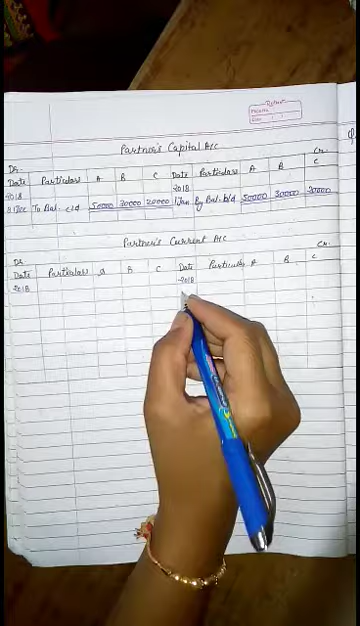 Partner's Capital A/C
Dr. Cr.
Date Particulars A B C Date Particulars A B C
2018 2018
31 Dec To Bal. c/d 50000 30000 20000 1 Jan By Bal. b/d 50000 30000 20000
Partner's Current A/C
Dr. Cr.
Date Particulars A B C Date Particulars A B C
2018 2018